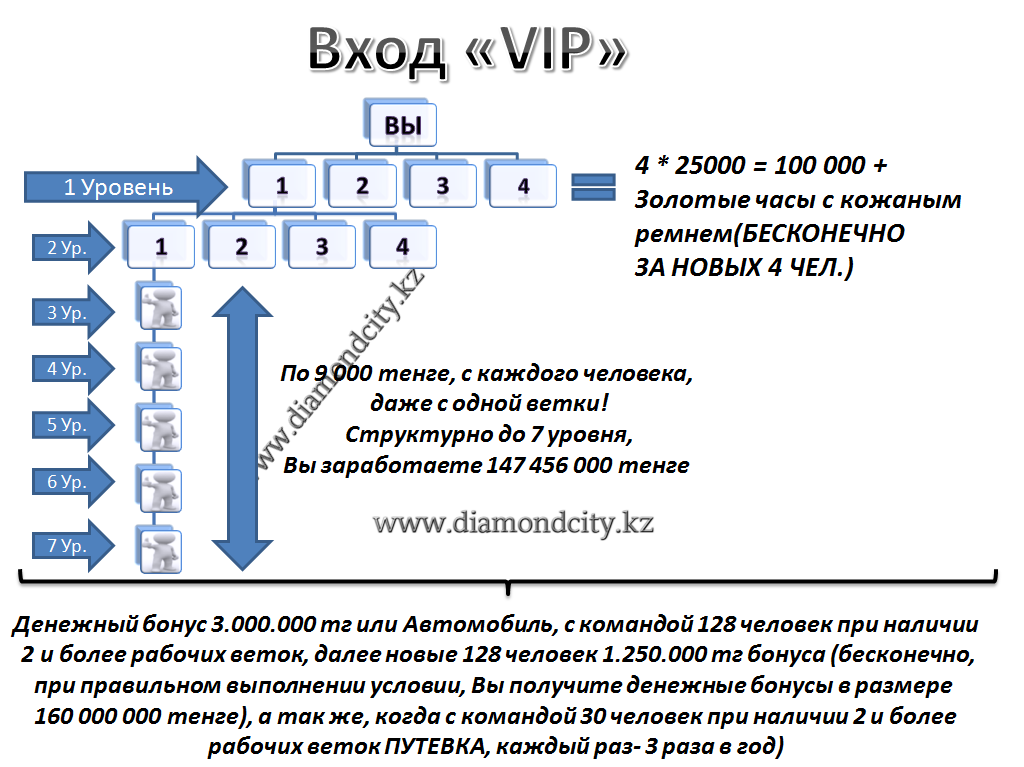 Вход «VIP»
ВЫ
1 Уровень
1 2 3 4
4 * 25000 = 100 000 +
Золотые часы с кожаным
ремнем(БЕСКОНЕЧНО
ЗА НОВЫХ 4 ЧЕЛ.)
2 Ур.
1 2 3 4
3 Ур.
4 Ур.
5 Ур.
6 Ур.
7 Ур.
www.diamondcity.kz
По 9 000 тенге, с каждого человека,
даже с одной ветки!
Структурно до 7 уровня,
Вы заработаете 147 456 000 тенге
www.diamondcity.kz
Денежный бонус 3.000.000 тг или Автомобиль, с командой 128 человек при наличии
2 и более рабочих веток, далее новые 128 человек 1.250.000 тг бонуса (бесконечно,
при правильном выполнении условии, Вы получите денежные бонусы в размере
160 000 000 тенге), а так же, когда с командой 30 человек при наличии 2 и более
рабочих веток ПУТЕВКА, каждый раз- 3 раза в год)